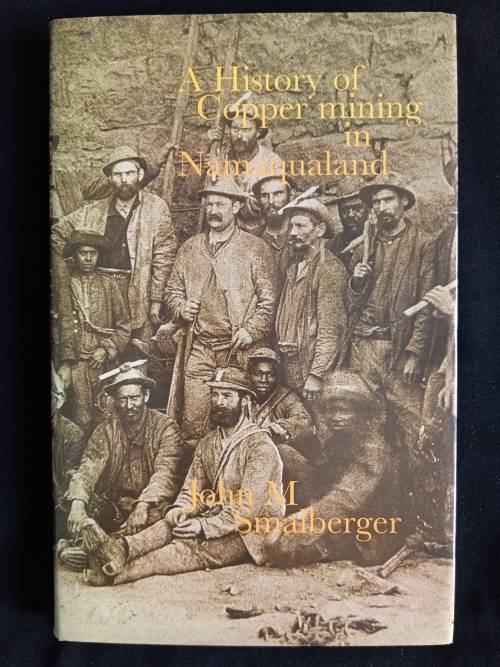 A History of
Copper mining
in
Namaqualand
John M
Smalberger